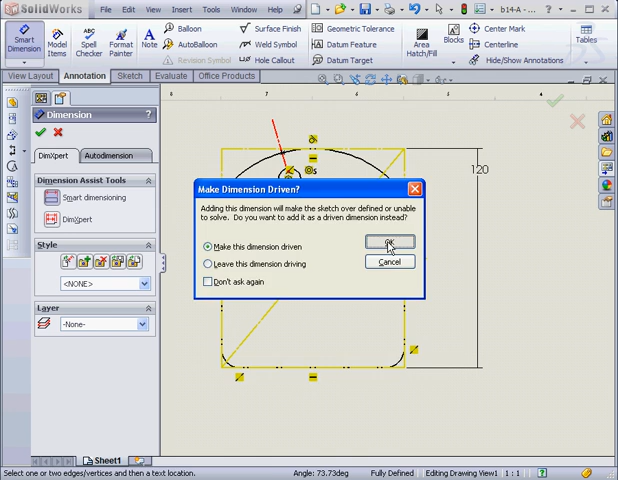 SolidWorks
File Edit View Insert Tools b14-A
Smart Dimension
Model Items
Spell Checker
Format Painter
Note
Balloon
AutoBalloon
Revision Symbol
Surface Finish
Weld Symbol
Hole Callout
Geometric Tolerance
Datum Feature
Datum Target
Area Hatch/Fill
Blocks
Center Mark
Centerline
Hide/Show Annotations
Tables
View Layout Annotation Sketch Evaluate Office Products
8 7 6 5 4
Dimension ?
DimXpert Autodimension
Dimension Assist Tools
Smart dimensioning
DimXpert
Style
<NONE>
Layer
-None-
120
Make Dimension Driven?
Adding this dimension will make the sketch over defined or unable
to solve. Do you want to add it as a driven dimension instead?
Make this dimension driven
Leave this dimension driving
Don't ask again
OK
Cancel
Sheet1
Select one or two edges/vertices and then a text location. Angle: 73.73deg Fully Defined Editing Drawing View1 1 : 1